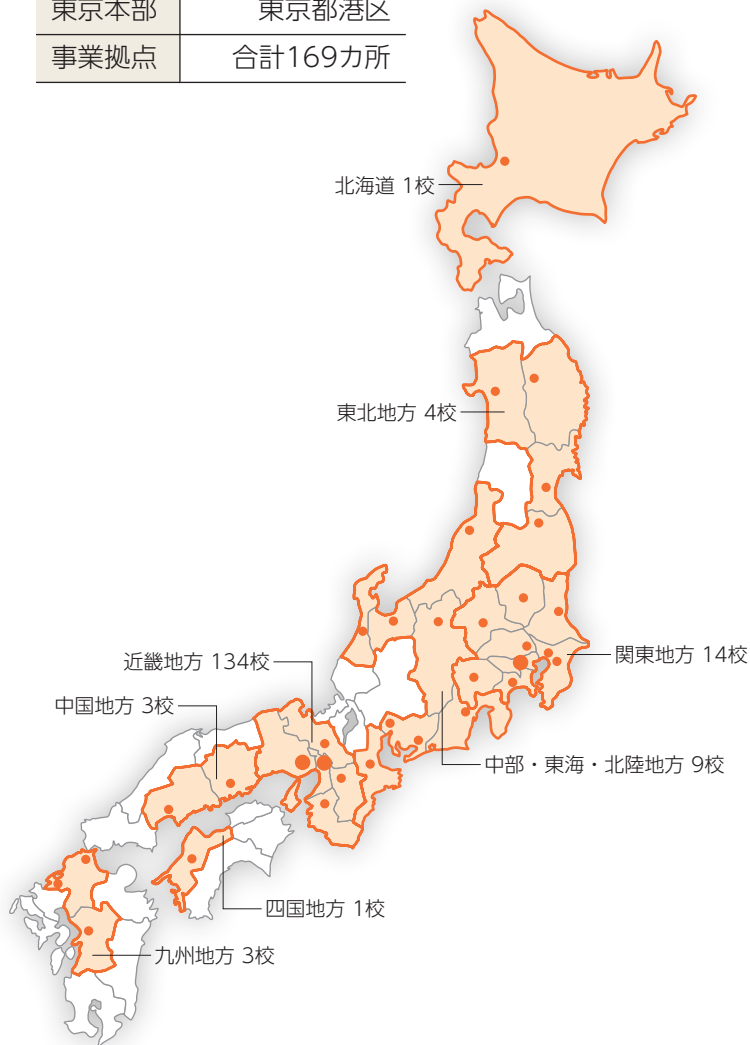 東京本部 東京都港区
事業拠点 合計169カ所
北海道 1校
東北地方 4校
関東地方 14校
近畿地方 134校
中国地方 3校
中部・東海・北陸地方 9校
四国地方 1校
九州地方 3校